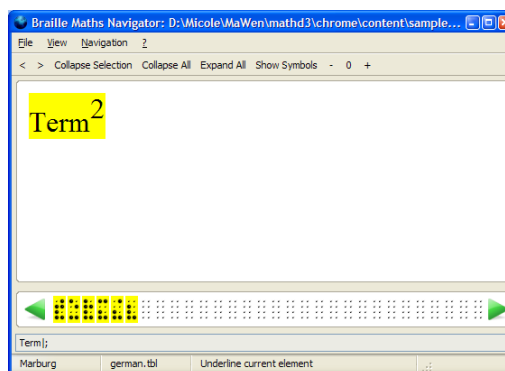 Braille Maths Navigator: D:\Micole\MaWen\mathd3\chrome\content\sample...
File View Navigation ?
< > Collapse Selection Collapse All Expand All Show Symbols - 0 +
Term2
Term|;
Marburg german.tbl Underline current element